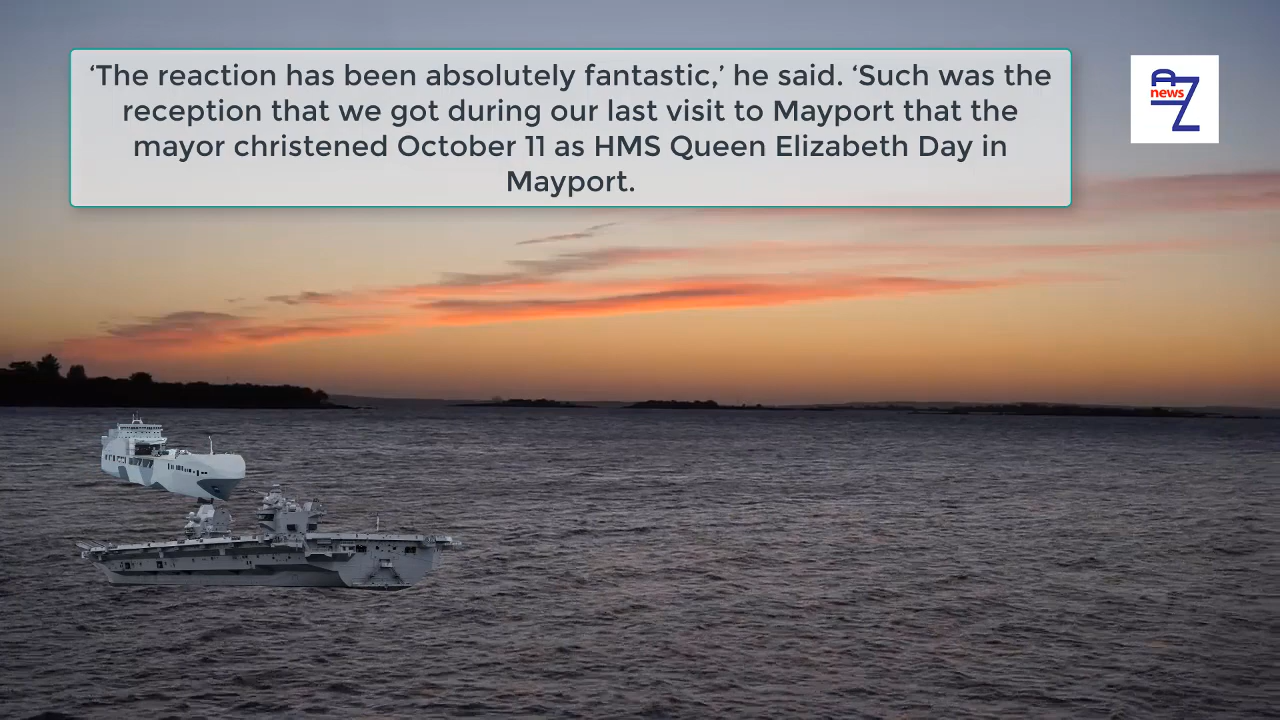 ‘The reaction has been absolutely fantastic,’ he said. ‘Such was the
reception that we got during our last visit to Mayport that the
mayor christened October 11 as HMS Queen Elizabeth Day in
Mayport.
A
news
Z